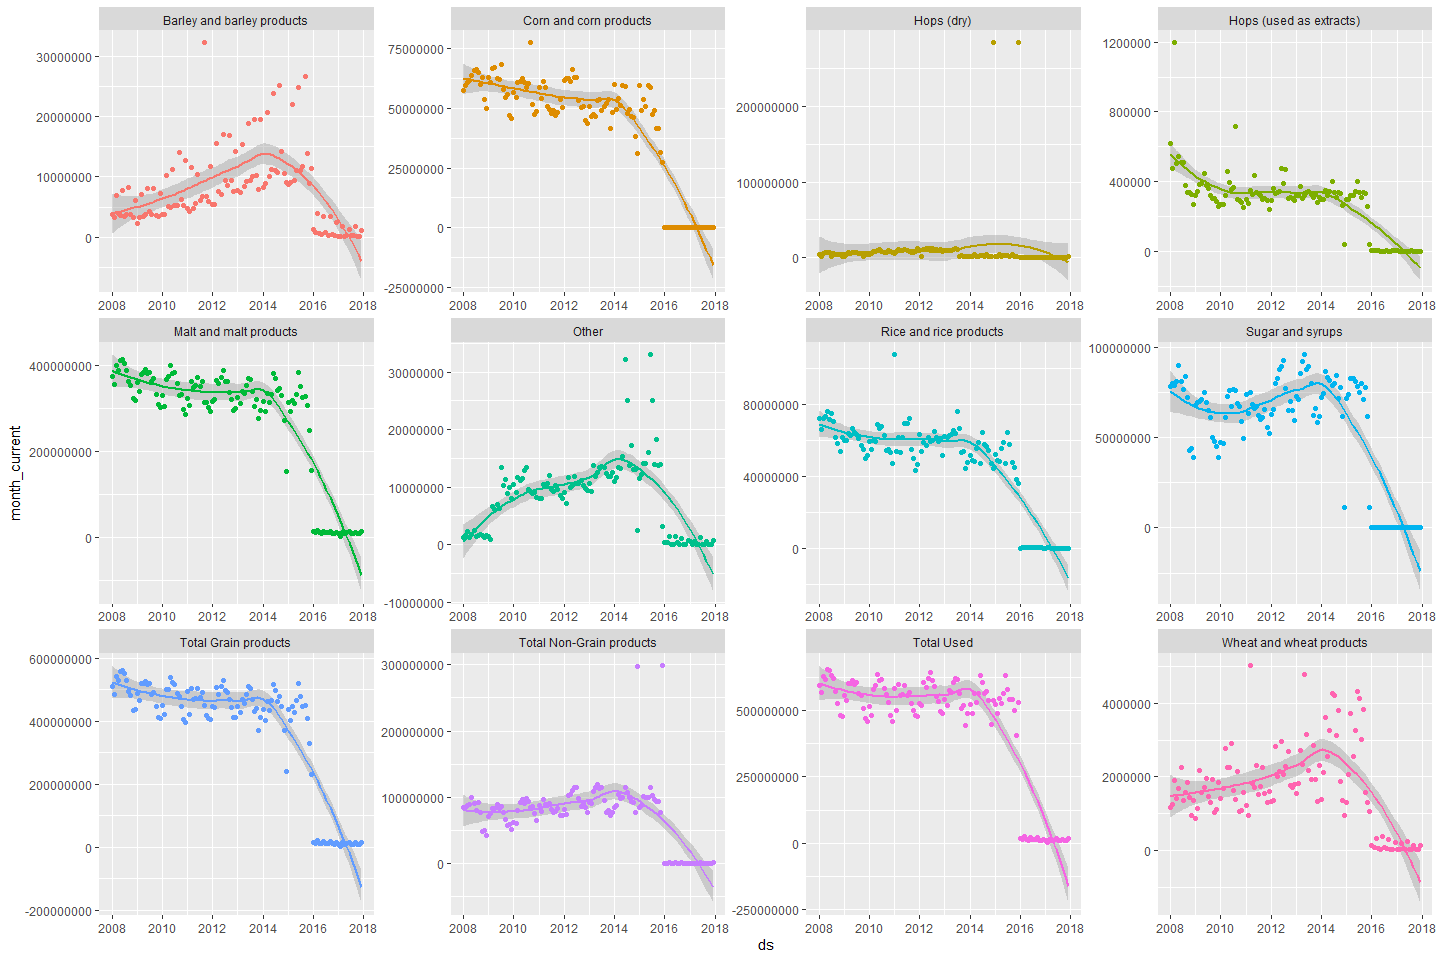 Barley and barley products
Corn and corn products
Hops (dry)
Hops (used as extracts)
30000000
20000000
10000000
0
75000000
50000000
25000000
0
-25000000
200000000
100000000
0
1200000
800000
400000
0
2008 2010 2012 2014 2016 2018
2008 2010 2012 2014 2016 2018
2008 2010 2012 2014 2016 2018
2008 2010 2012 2014 2016 2018
Malt and malt products
Other
Rice and rice products
Sugar and syrups
400000000
200000000
0
30000000
20000000
10000000
0
-10000000
80000000
40000000
0
100000000
50000000
0
2008 2010 2012 2014 2016 2018
2008 2010 2012 2014 2016 2018
2008 2010 2012 2014 2016 2018
2008 2010 2012 2014 2016 2018
Total Grain products
Total Non-Grain products
Total Used
Wheat and wheat products
600000000
400000000
200000000
0
-200000000
300000000
200000000
100000000
0
500000000
250000000
0
-250000000
4000000
2000000
0
2008 2010 2012 2014 2016 2018
2008 2010 2012 2014 2016 2018
2008 2010 2012 2014 2016 2018
2008 2010 2012 2014 2016 2018
month_current
ds